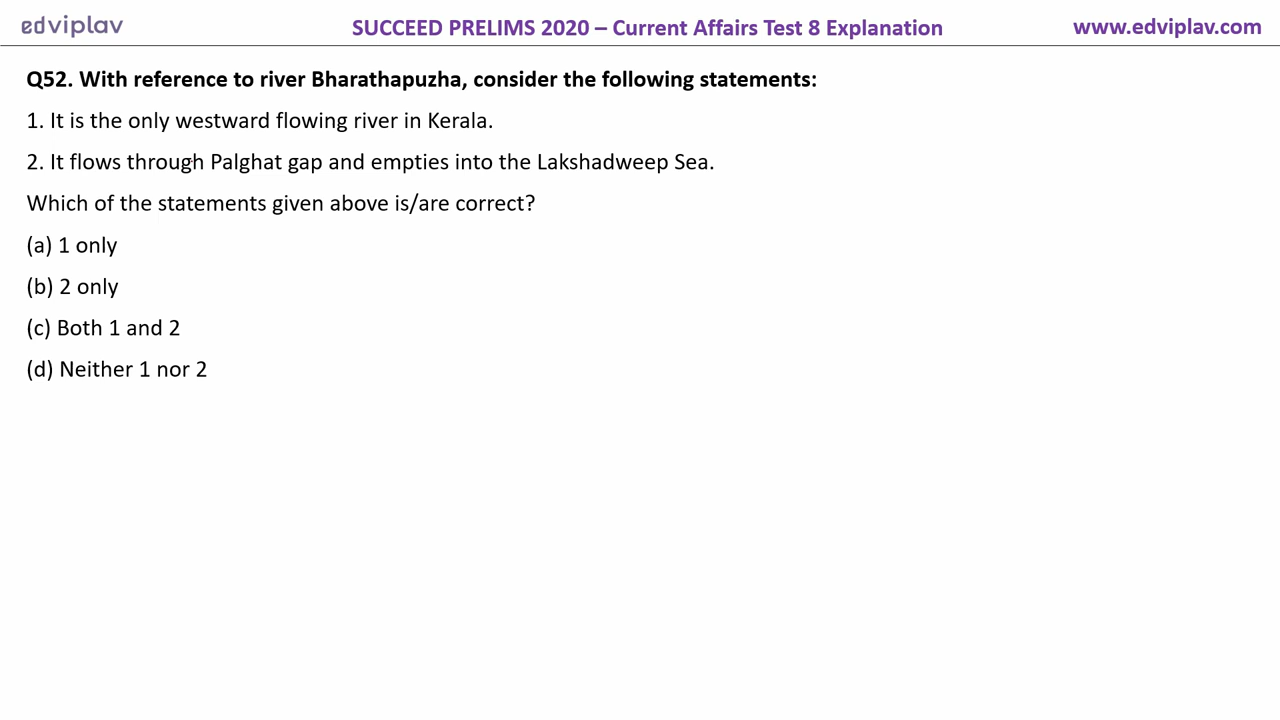 edviplav
SUCCEED PRELIMS 2020 – Current Affairs Test 8 Explanation
www.edviplav.com
Q52. With reference to river Bharathapuzha, consider the following statements:
1. It is the only westward flowing river in Kerala.
2. It flows through Palghat gap and empties into the Lakshadweep Sea.
Which of the statements given above is/are correct?
(a) 1 only
(b) 2 only
(c) Both 1 and 2
(d) Neither 1 nor 2